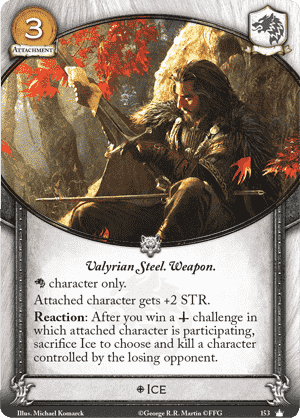 3
ATTACHMENT
Valyrian Steel. Weapon.
character only.
Attached character gets +2 STR.
Reaction: After you win a challenge in
which attached character is participating,
sacrifice Ice to choose and kill a character
controlled by the losing opponent.
ICE
Illus. Michael Komarck ©George R.R. Martin ©FFG 153